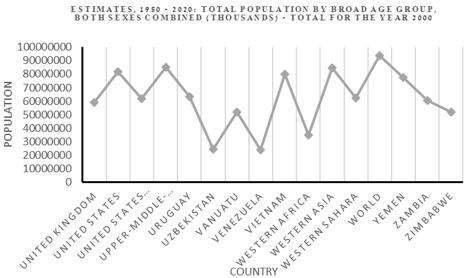 ESTIMATES, 1950 - 2020: TOTAL POPULATION BY BROAD AGE GROUP,
BOTH SEXES COMBINED (THOUSANDS) - TOTAL FOR THE YEAR 2000
100000000
90000000
80000000
70000000
60000000
50000000
40000000
30000000
20000000
10000000
0
POPULATION
UNITED KINGDOM
UNITED STATES
UNITED STATES...
UPPER-MIDDLE-...
URUGUAY
UZBEKISTAN
VANUATU
VENEZUELA
VIETNAM
WESTERN AFRICA
WESTERN ASIA
WESTERN SAHARA
WORLD
YEMEN
ZAMBIA
ZIMBABWE
COUNTRY